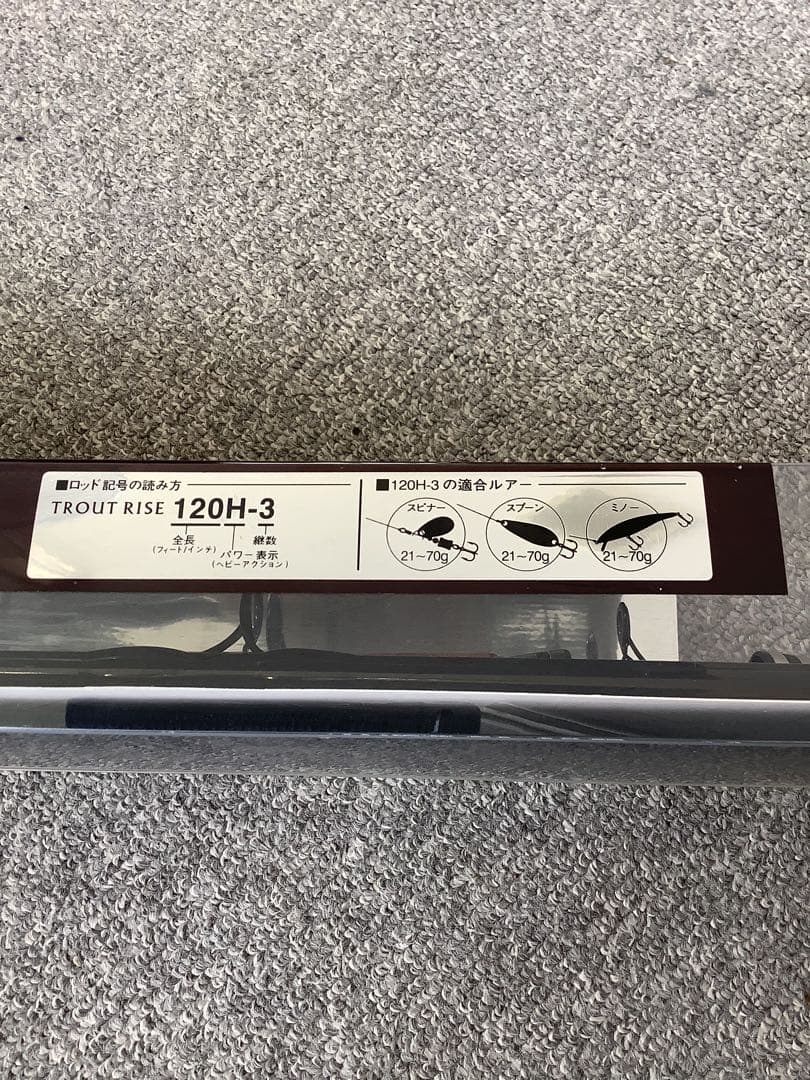 ■ロッド記号の読み方
TROUT RISE 120H-3
全長
(フィート/インチ)
パワー表示
(ヘビーアクション)
継数
■120H-3の適合ルアー
スピナー
21~70g
スプーン
21~70g
ミノー
21~70g